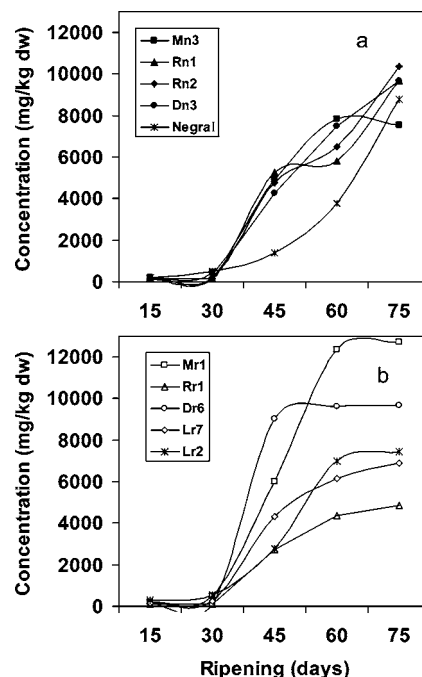 a
Concentration (mg/kg dw)
12000
10000
8000
6000
4000
2000
0
Mn3
Rn1
Rn2
Dn3
Negral
15 30 45 60 75
b
Concentration (mg/kg dw)
12000
10000
8000
6000
4000
2000
0
Mr1
Rr1
Dr6
Lr7
Lr2
15 30 45 60 75
Ripening (days)